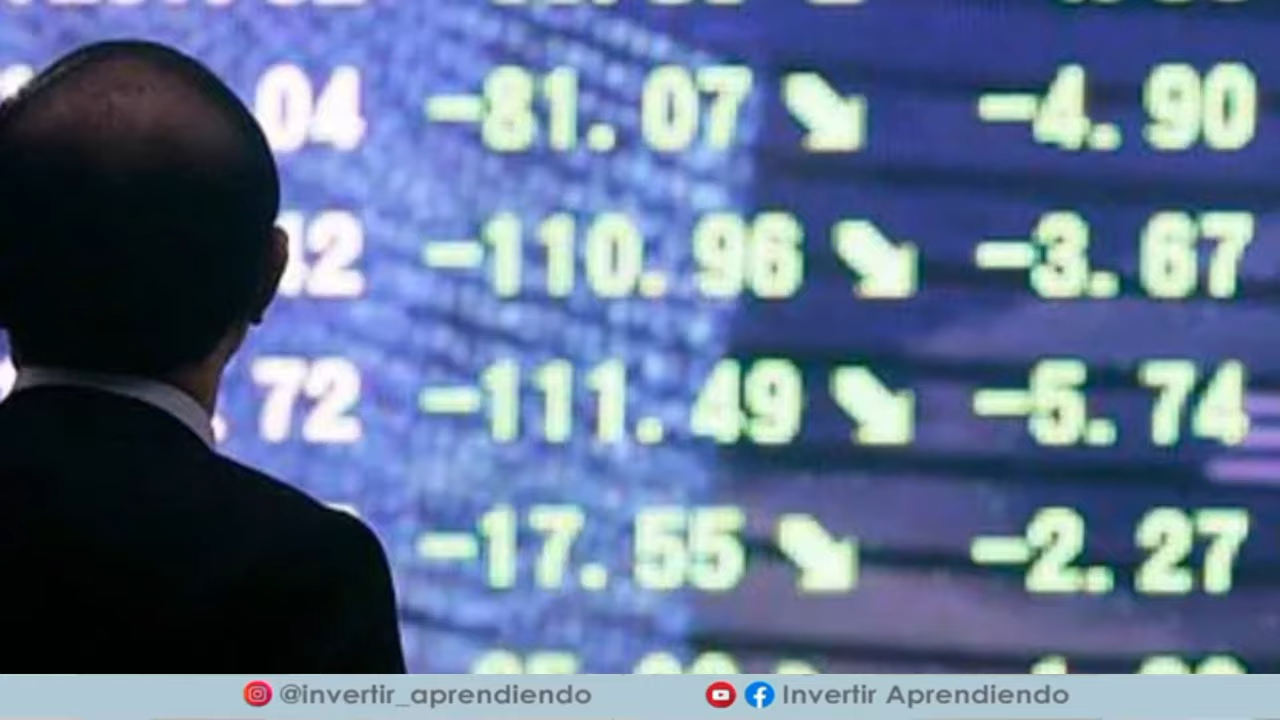 04 -81.07 -4.90
42 -110.96 -3.67
72 -111.49 -5.74
-17.55 -2.27
@invertir_aprendiendo Invertir Aprendiendo